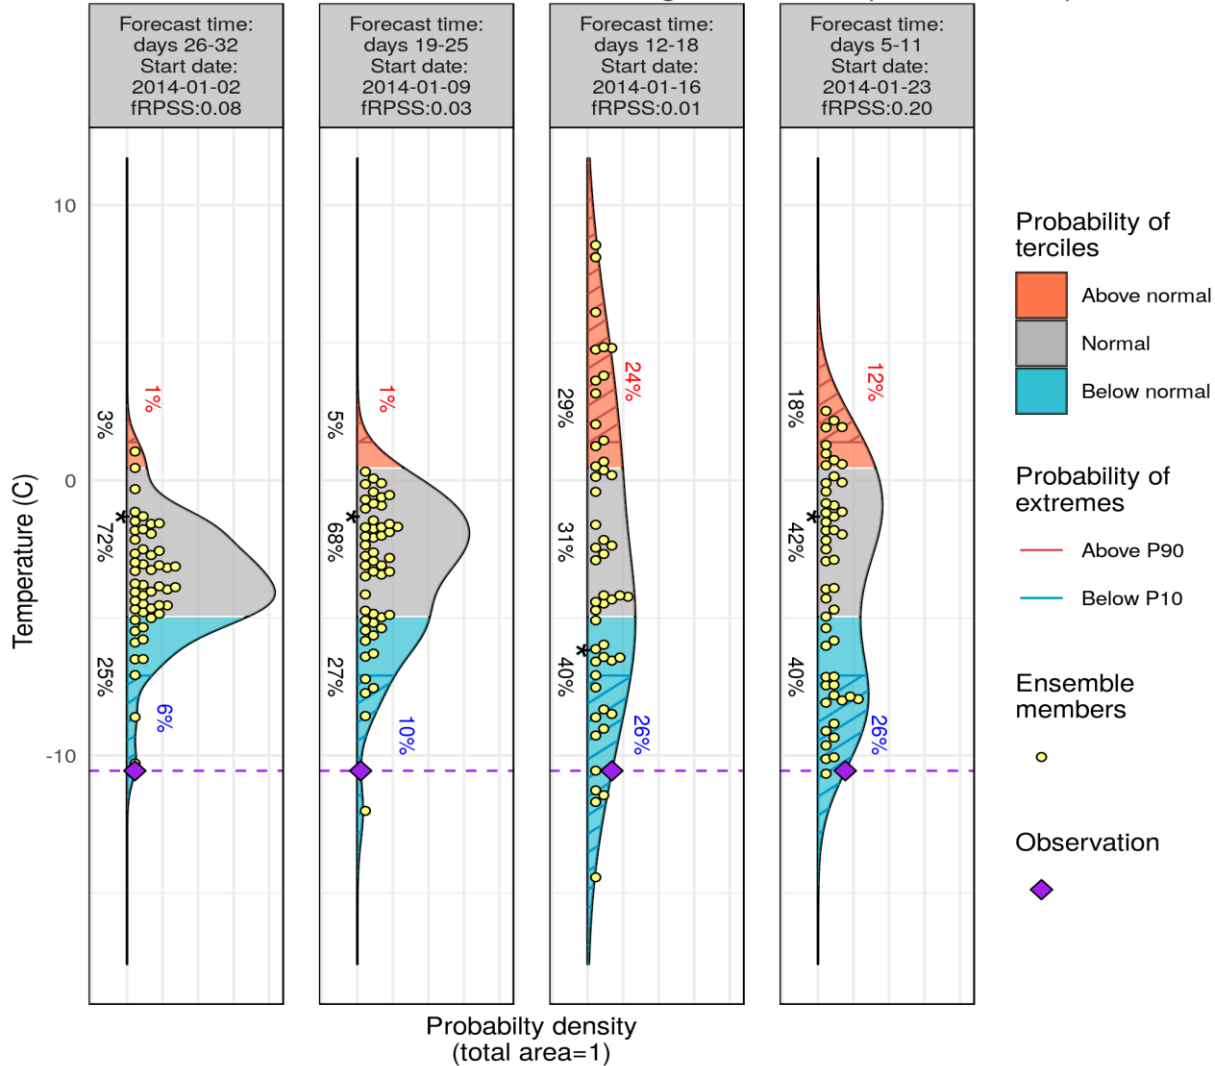 Forecast time:
days 26-32
Start date:
2014-01-02
fRPSS:0.08
Forecast time:
days 19-25
Start date:
2014-01-09
fRPSS:0.03
Forecast time:
days 12-18
Start date:
2014-01-16
fRPSS:0.01
Forecast time:
days 5-11
Start date:
2014-01-23
fRPSS:0.20
Temperature (C)
10
0
-10
3%
1%
72%
25%
6%
5%
1%
68%
27%
10%
29%
24%
31%
40%
26%
18%
12%
42%
40%
26%
Probabilty density
(total area=1)
Probability of
terciles
Above normal
Normal
Below normal
Probability of
extremes
Above P90
Below P10
Ensemble
members
Observation